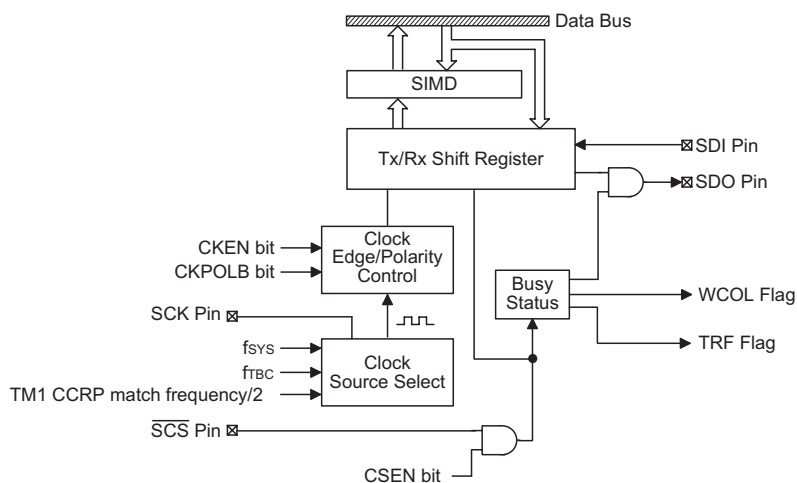 Data Bus
SIMD
Tx/Rx Shift Register
SDI Pin
SDO Pin
CKEN bit
CKPOLB bit
Clock
Edge/Polarity
Control
Busy
Status
WCOL Flag
TRF Flag
SCK Pin
fSYS
fTBC
TM1 CCRP match frequency/2
Clock
Source Select
SCS Pin
CSEN bit